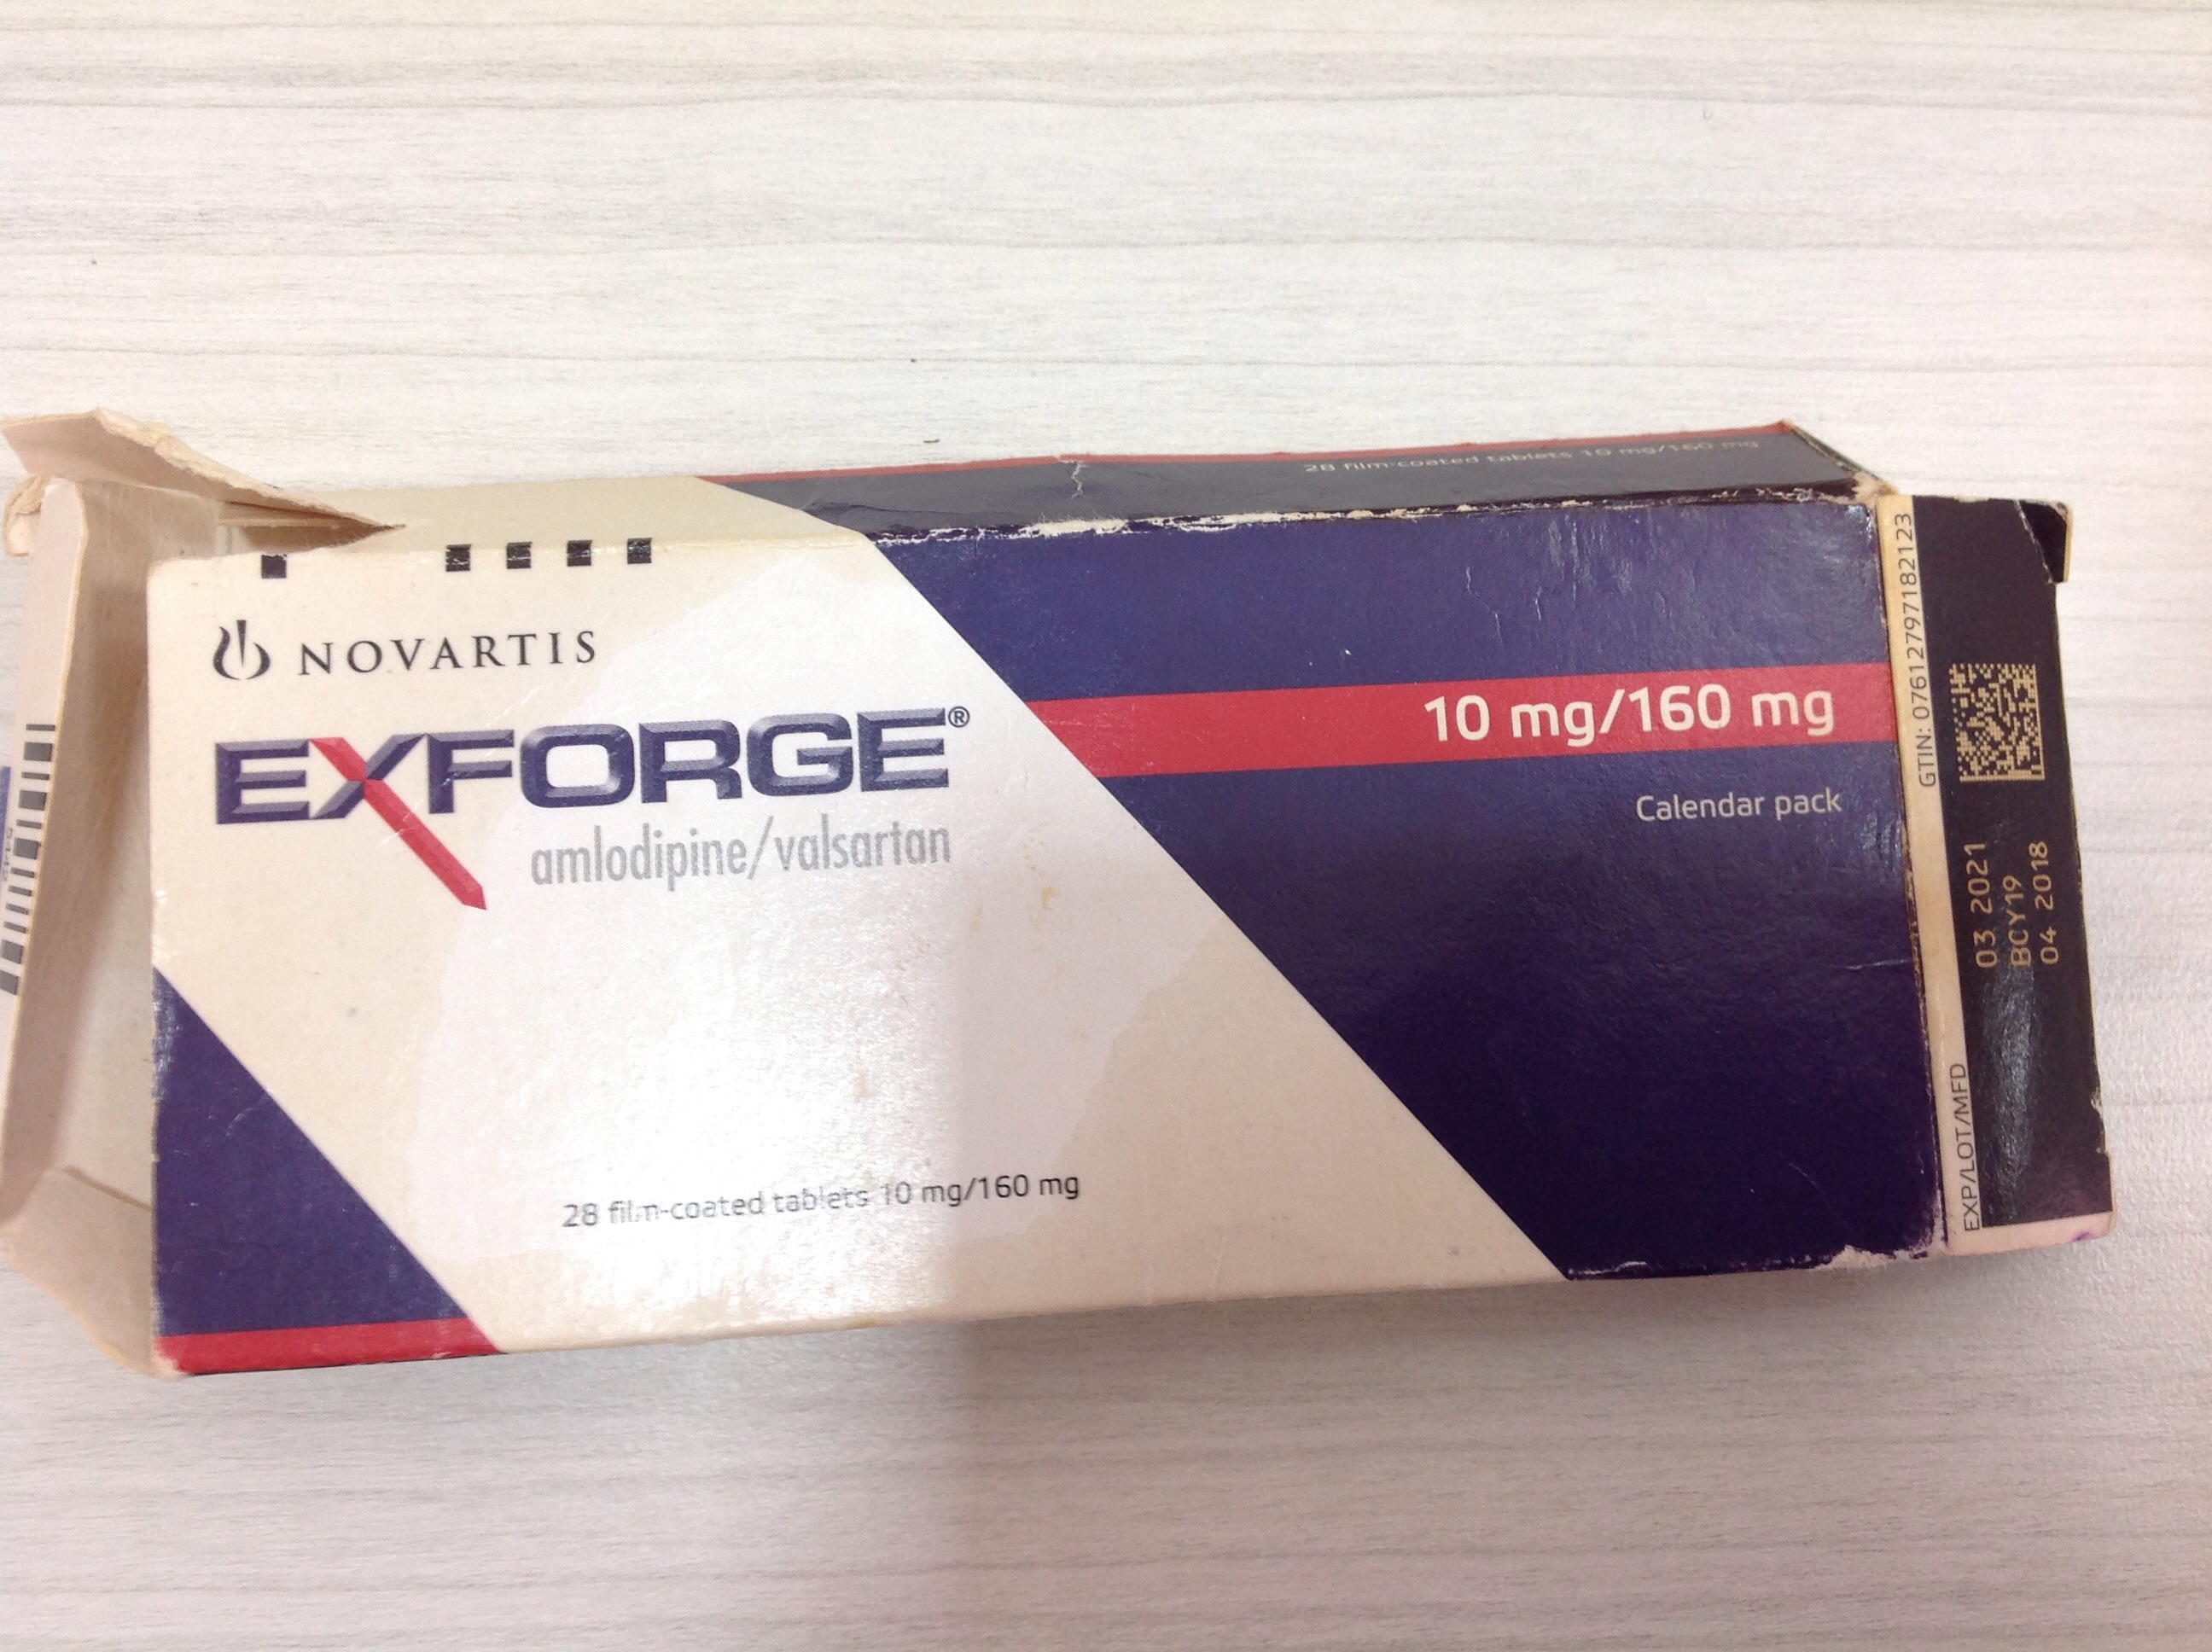 28 film-coated tablets 10 mg/160 mg
NOVARTIS
EXFORGE®
amlodipine/valsartan
10 mg/160 mg
Calendar pack
28 film-coated tablets 10 mg/160 mg
GTIN: 07612797182123
EXP/LOT/MFD
03 2021
BCY19
04 2018